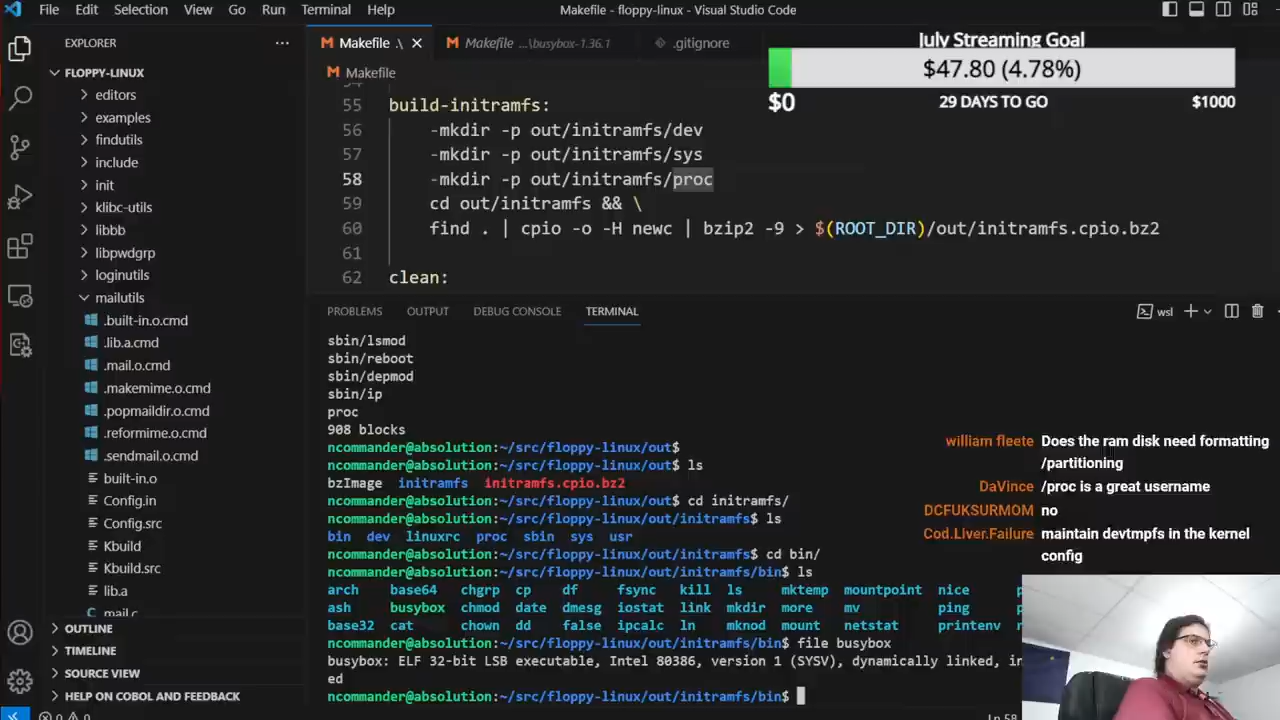 File Edit Selection View Go Run Terminal Help
Makefile - floppy-linux - Visual Studio Code
EXPLORER
FLOPPY-LINUX
editors
examples
findutils
include
init
klibc-utils
libbb
libpwdgrp
loginutils
mailutils
.built-in.o.cmd
.lib.a.cmd
.mail.o.cmd
.makemime.o.cmd
.popmaildir.o.cmd
.reformime.o.cmd
.sendmail.o.cmd
built-in.o
Config.in
Config.src
Kbuild
Kbuild.src
lib.a
mail.c
OUTLINE
TIMELINE
SOURCE VIEW
HELP ON COBOL AND FEEDBACK
Makefile .\ Makefile ...\busybox-1.36.1 .gitignore
Makefile
July Streaming Goal
$47.80 (4.78%)
$0 29 DAYS TO GO $1000
55 build-initramfs:
56 -mkdir -p out/initramfs/dev
57 -mkdir -p out/initramfs/sys
58 -mkdir -p out/initramfs/proc
59 cd out/initramfs && \
60 find . | cpio -o -H newc | bzip2 -9 > $(ROOT_DIR)/out/initramfs.cpio.bz2
61
62 clean:
PROBLEMS OUTPUT DEBUG CONSOLE TERMINAL
wsl
sbin/lsmod
sbin/reboot
sbin/depmod
sbin/ip
proc
908 blocks
ncommander@absolution:~/src/floppy-linux/out$
ncommander@absolution:~/src/floppy-linux/out$ ls
bzImage initramfs initramfs.cpio.bz2
ncommander@absolution:~/src/floppy-linux/out$ cd initramfs/
ncommander@absolution:~/src/floppy-linux/out/initramfs$ ls
bin dev linuxrc proc sbin sys usr
ncommander@absolution:~/src/floppy-linux/out/initramfs$ cd bin/
ncommander@absolution:~/src/floppy-linux/out/initramfs/bin$ ls
arch base64 chgrp cp df fsync kill ls mktemp mountpoint nice p
ash busybox chmod date dmesg iostat link mkdir more mv ping p
base32 cat chown dd false ipcalc ln mknod mount netstat printenv r
ncommander@absolution:~/src/floppy-linux/out/initramfs/bin$ file busybox
busybox: ELF 32-bit LSB executable, Intel 80386, version 1 (SYSV), dynamically linked, in
ed
ncommander@absolution:~/src/floppy-linux/out/initramfs/bin$
william fleete Does the ram disk need formatting
/partitioning
DaVince /proc is a great username
DCFUKSURMOM no
Cod.Liver.Failure maintain devtmpfs in the kernel
config